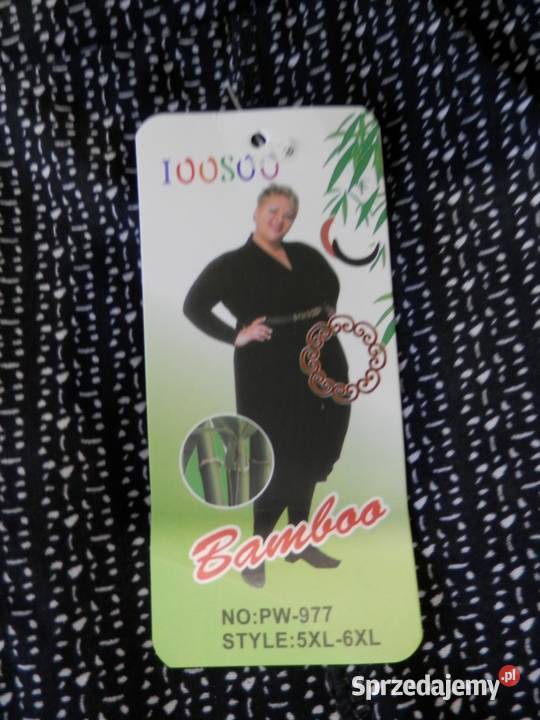 IOOSOO
Bamboo
NO:PW-977
STYLE:5XL-6XL
Sprzedajemy.pl